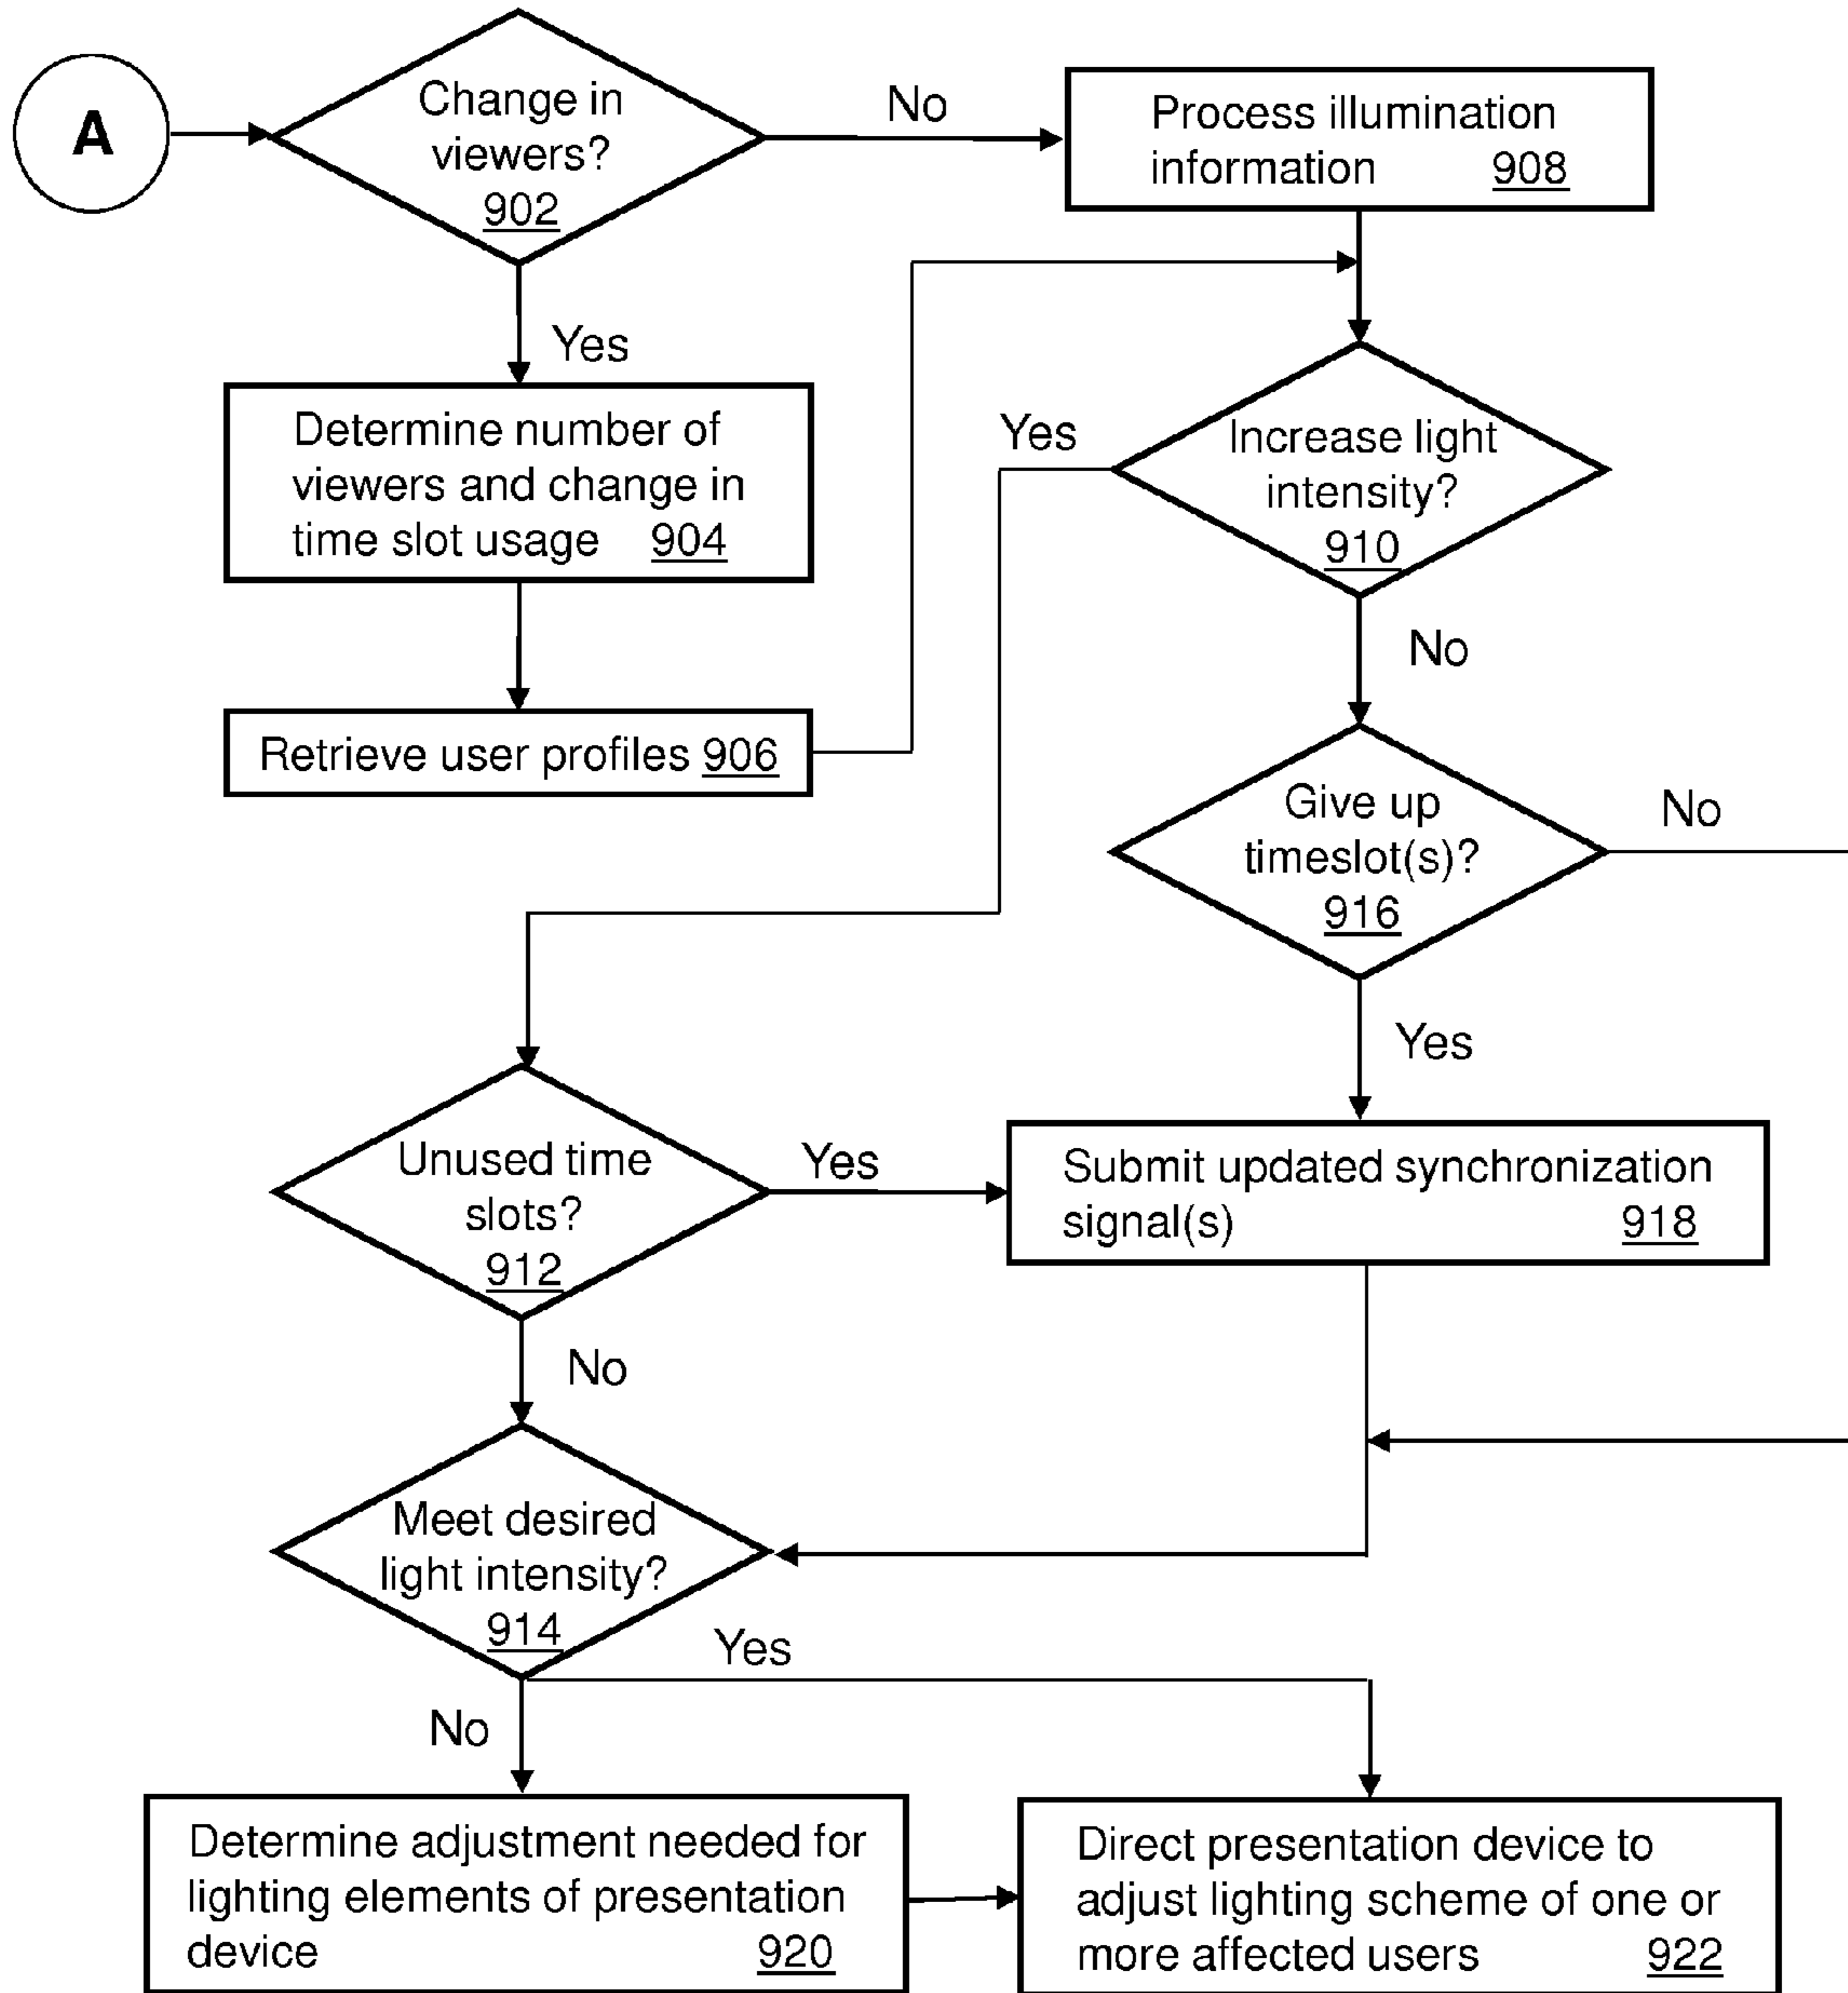 A
Change in
viewers?
902
No
Process illumination
information 908
Yes
Determine number of
viewers and change in
time slot usage 904
Retrieve user profiles 906
Yes
Increase light
intensity?
910
No
Give up
timeslot(s)?
916
No
Yes
Unused time
slots?
912
Yes
Submit updated synchronization
signal(s) 918
No
Meet desired
light intensity?
914
Yes
No
Determine adjustment needed for
lighting elements of presentation
device 920
Direct presentation device to
adjust lighting scheme of one or
more affected users 922